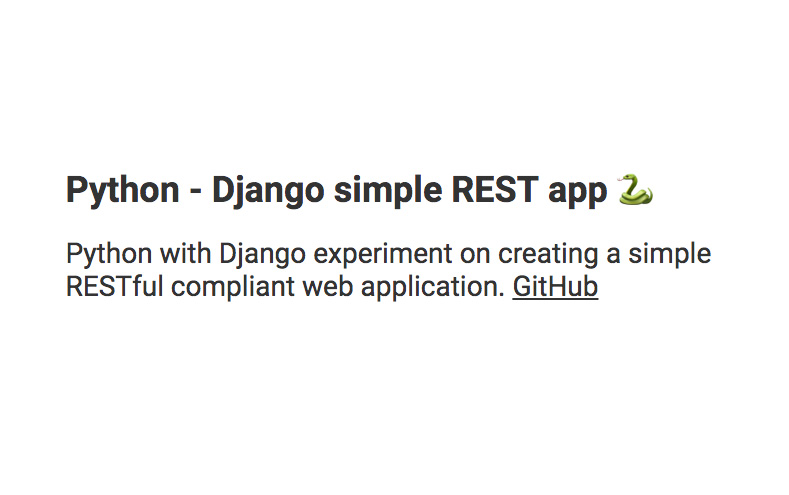 Python - Django simple REST app 🐍
Python with Django experiment on creating a simple
RESTful compliant web application. GitHub